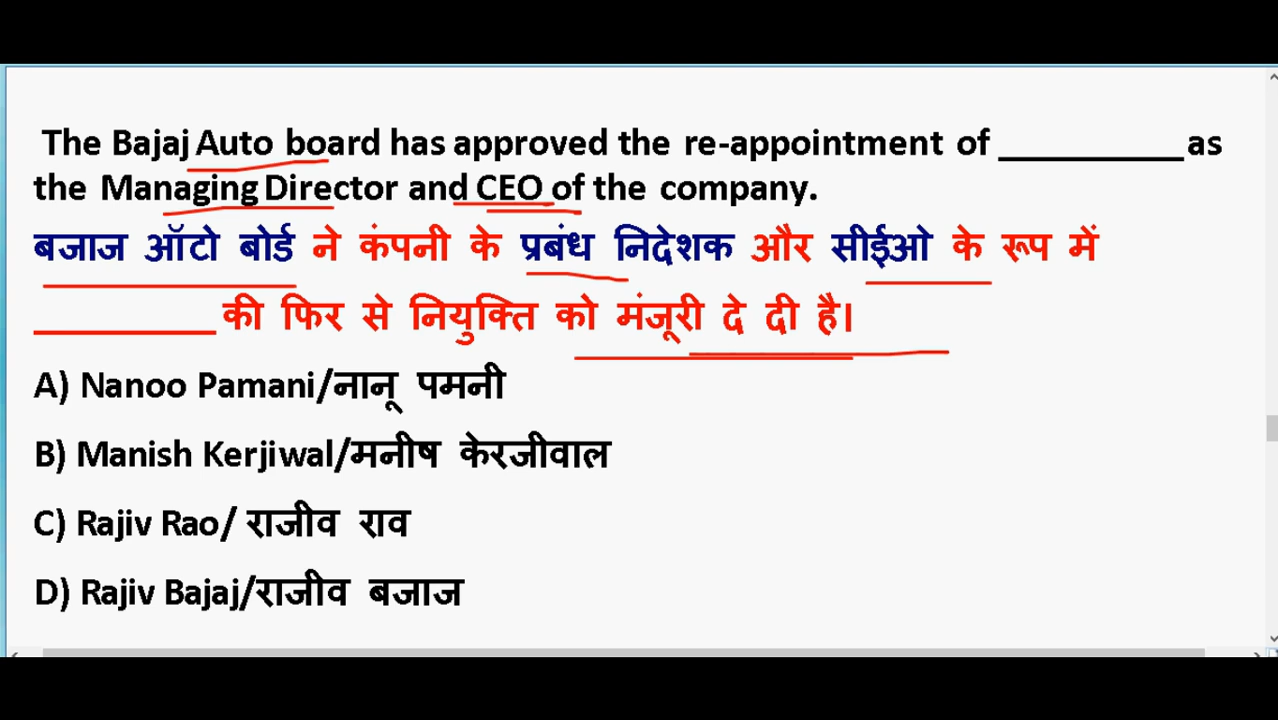 The Bajaj Auto board has approved the re-appointment of __________ as
the Managing Director and CEO of the company.
बजाज ऑटो बोर्ड ने कंपनी के प्रबंध निदेशक और सीईओ के रूप में
__________ की फिर से नियुक्ति को मंजूरी दे दी है।
A) Nanoo Pamani/नानू पमनी
B) Manish Kerjiwal/मनीष केरजीवाल
C) Rajiv Rao/ राजीव राव
D) Rajiv Bajaj/राजीव बजाज